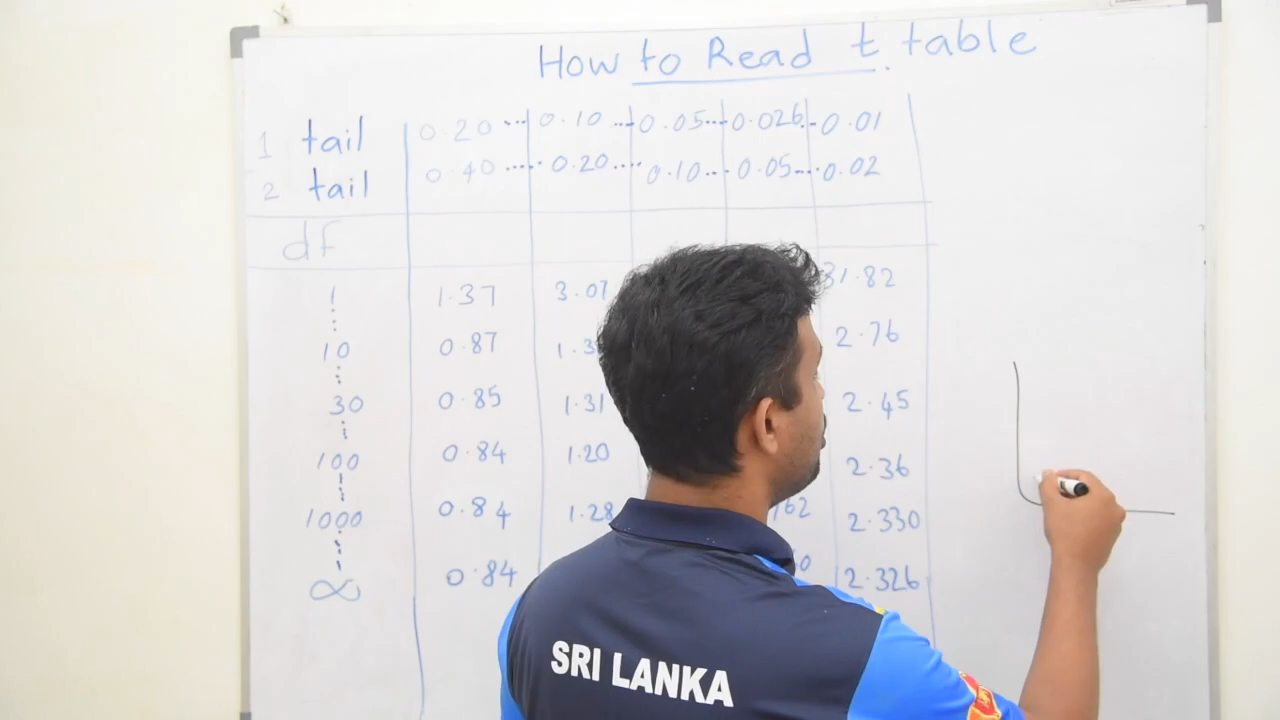 How to Read t table
1 tail 0.20 .... 0.10 .... 0.05 .... 0.026 .. 0.01
2 tail 0.40 ..... 0.20 .... 0.10 ... 0.05 .... 0.02
df
1 1.37 3.07 31.82
10 0.87 2.76
30 0.85 1.31 2.45
100 0.84 1.20 2.36
1000 0.84 1.28 2.330
∞ 0.84 2.326
SRI LANKA